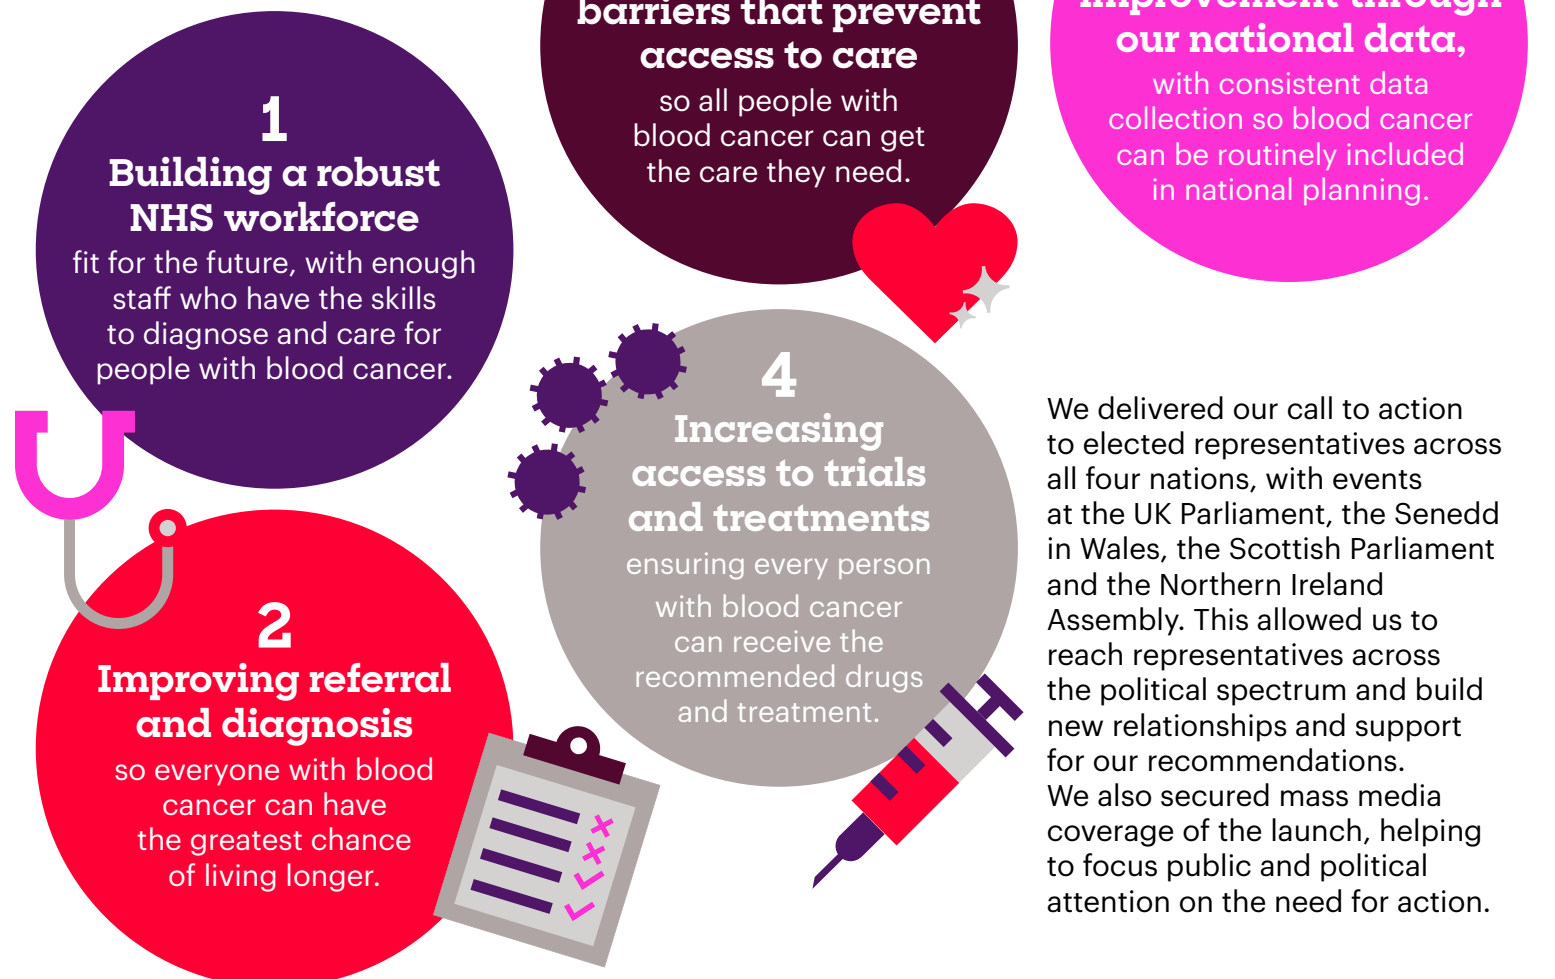 1
Building a robust
NHS workforce
fit for the future, with enough
staff who have the skills
to diagnose and care for
people with blood cancer.
2
Improving referral
and diagnosis
so everyone with blood
cancer can have
the greatest chance
of living longer.
barriers that prevent
access to care
so all people with
blood cancer can get
the care they need.
4
Increasing
access to trials
and treatments
ensuring every person
with blood cancer
can receive the
recommended drugs
and treatment.
improvement through
our national data,
with consistent data
collection so blood cancer
can be routinely included
in national planning.
We delivered our call to action
to elected representatives across
all four nations, with events
at the UK Parliament, the Senedd
in Wales, the Scottish Parliament
and the Northern Ireland
Assembly. This allowed us to
reach representatives across
the political spectrum and build
new relationships and support
for our recommendations.
We also secured mass media
coverage of the launch, helping
to focus public and political
attention on the need for action.